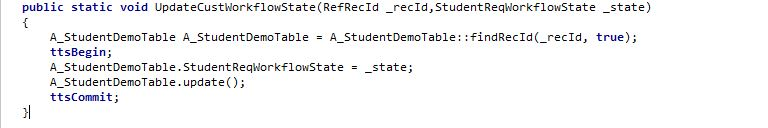 public static void UpdateCustWorkflowState(RefRecId _recId,StudentReqWorkflowState _state)
{
    A_StudentDemoTable A_StudentDemoTable = A_StudentDemoTable::findRecId(_recId, true);
    ttsBegin;
    A_StudentDemoTable.StudentReqWorkflowState = _state;
    A_StudentDemoTable.update();
    ttsCommit;
}